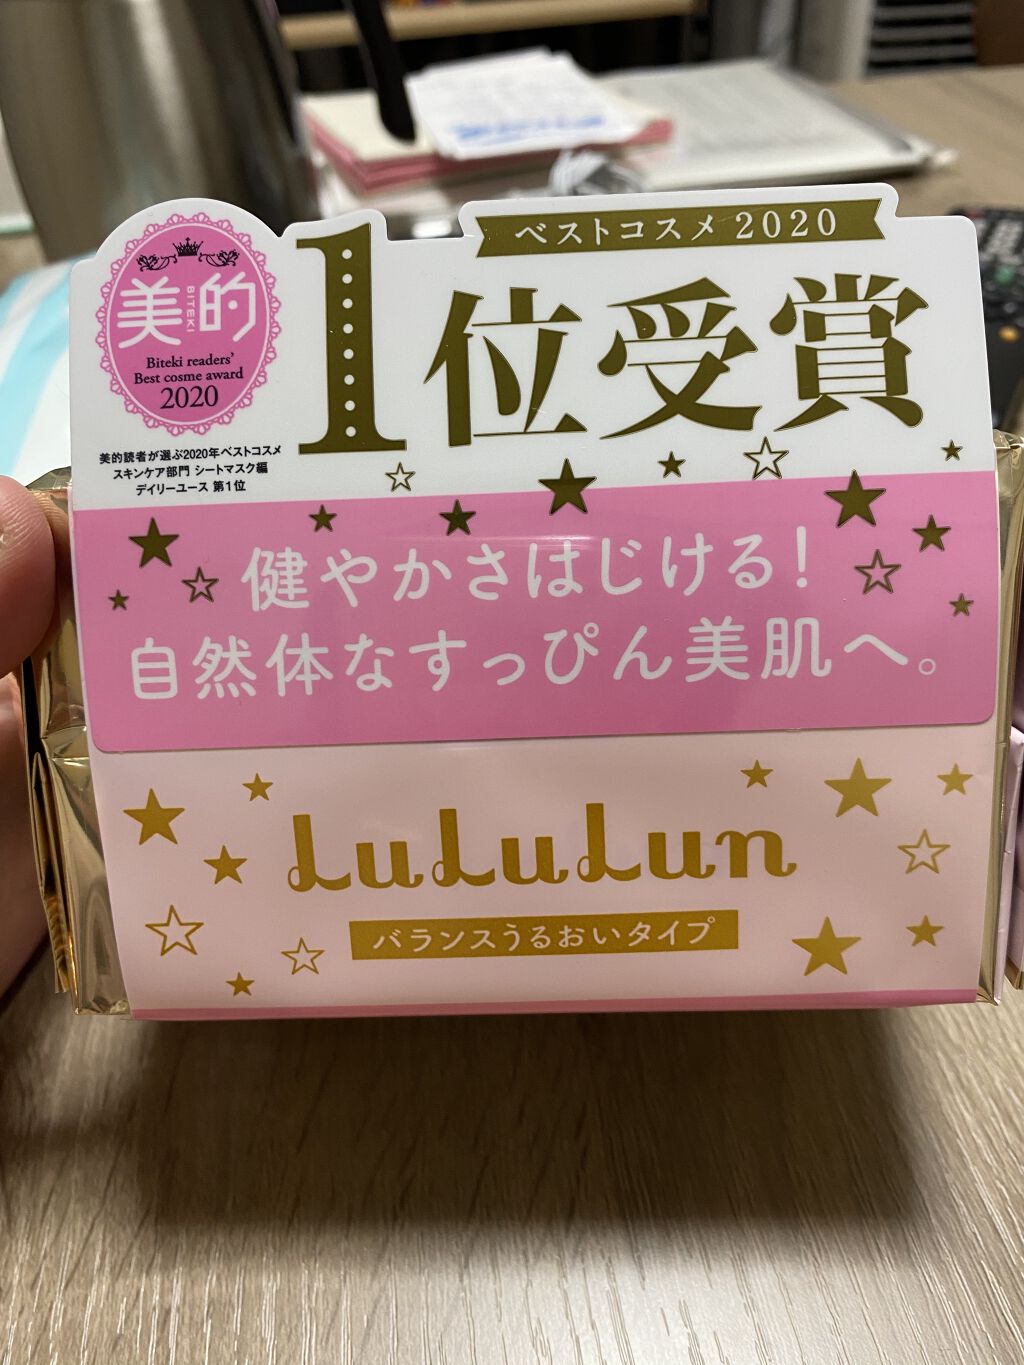 ベストコスメ2020
1位受賞
美的
BITEKI
Biteki readers'
Best cosme award
2020
美的読者が選ぶ2020年ベストコスメ
スキンケア部門 シートマスク編
デイリーユース 第1位
健やかさはじける!
自然体なすっぴん美肌へ。
LuLuLun
バランスうるおいタイプ